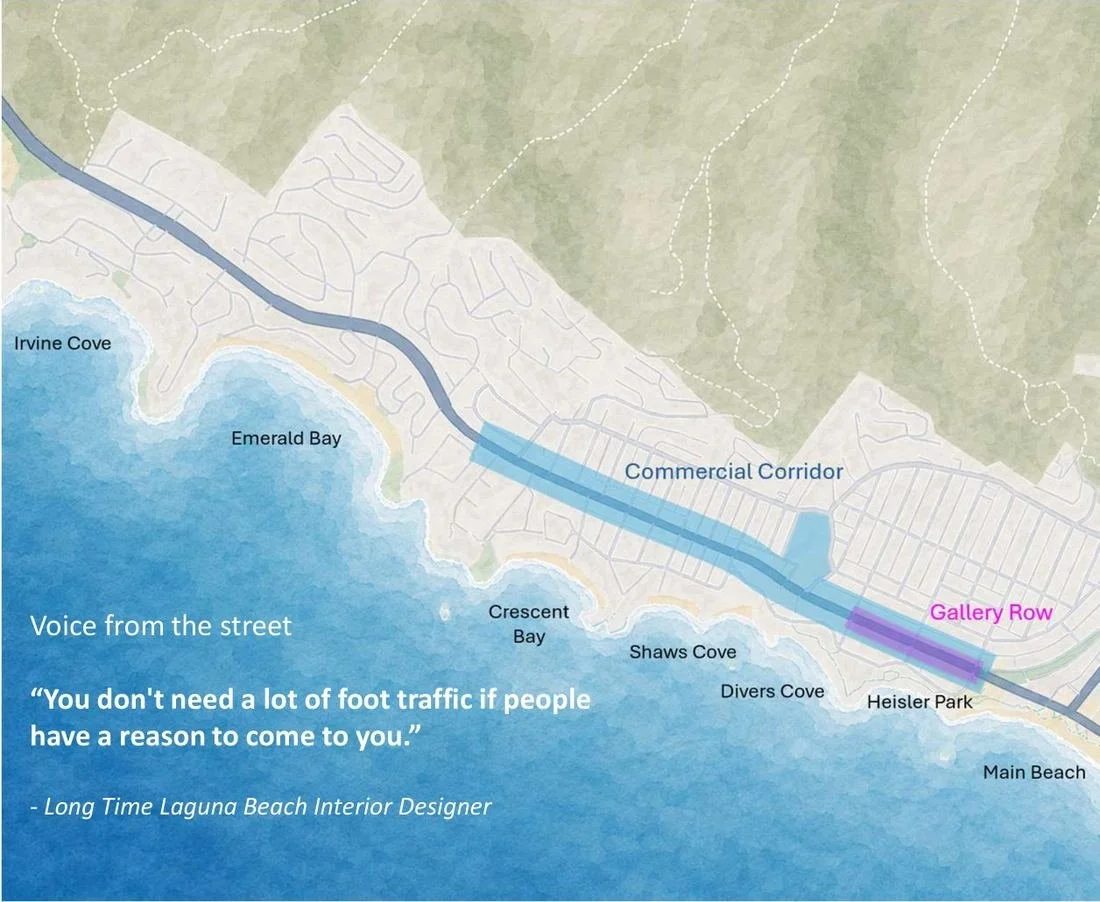 Irvine Cove
Emerald Bay
Commercial Corridor
Crescent
Bay
Gallery Row
Shaws Cove
Divers Cove
Heisler Park
Main Beach
Voice from the street
“You don't need a lot of foot traffic if people
have a reason to come to you.”
- Long Time Laguna Beach Interior Designer